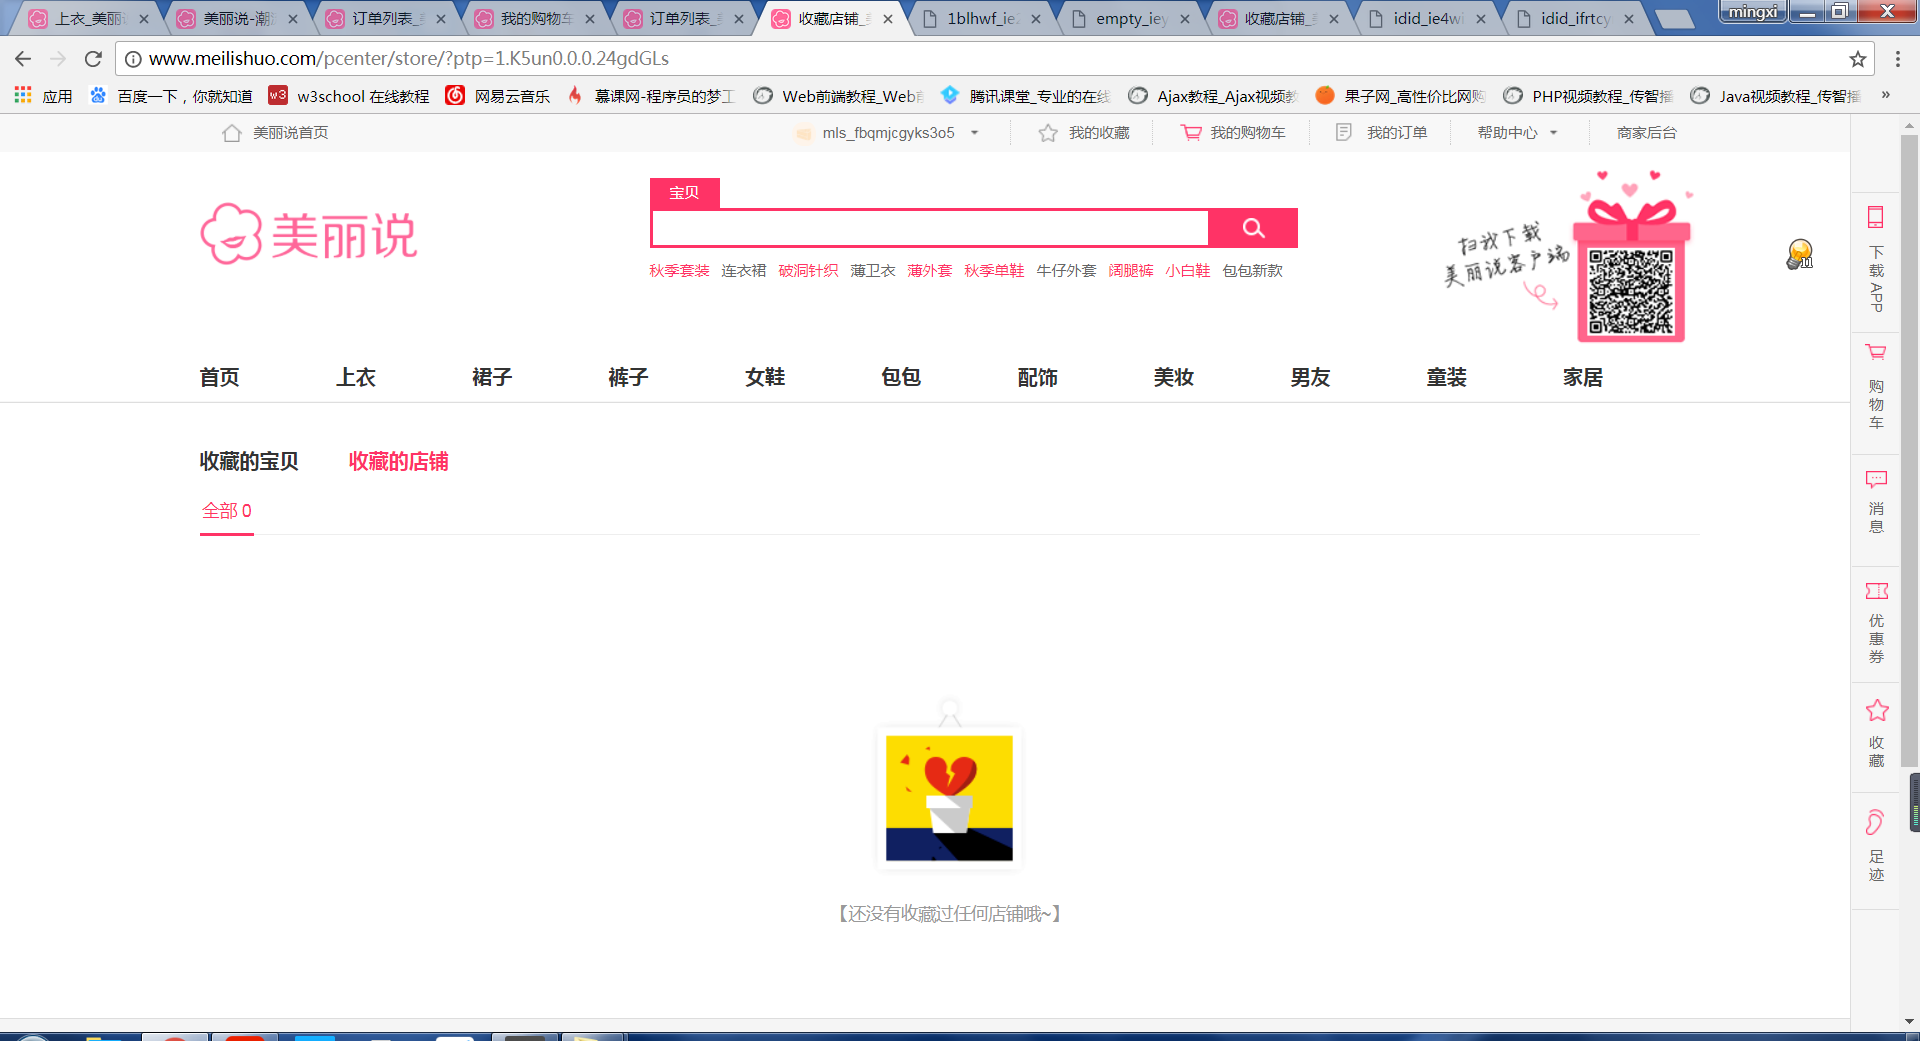 上衣_美丽
美丽说-潮
订单列表_
我的购物车
订单列表_
收藏店铺_
1blhwf_ie
empty_ie
收藏店铺_
idid_ie4w
idid_ifrtcy
mingxi
www.meilishuo.com/pcenter/store/?ptp=1.K5un0.0.0.24gdGLs
应用
百度一下，你就知道
w3school 在线教程
网易云音乐
慕课网-程序员的梦工
Web前端教程_Web
腾讯课堂_专业的在线
Ajax教程_Ajax视频教
果子网_高性价比网购
PHP视频教程_传智播
Java视频教程_传智播
»
美丽说首页
mls_fbqmjcgyks3o5
我的收藏
我的购物车
我的订单
帮助中心
商家后台
美丽说
宝贝
秋季套装 连衣裙 破洞针织 薄卫衣 薄外套 秋季单鞋 牛仔外套 阔腿裤 小白鞋 包包新款
扫我下载
美丽说客户端
11
首页 上衣 裙子 裤子 女鞋 包包 配饰 美妆 男友 童装 家居
收藏的宝贝 收藏的店铺
全部 0
【还没有收藏过任何店铺哦~】
下载APP
购物车
消息
优惠券
收藏
足迹